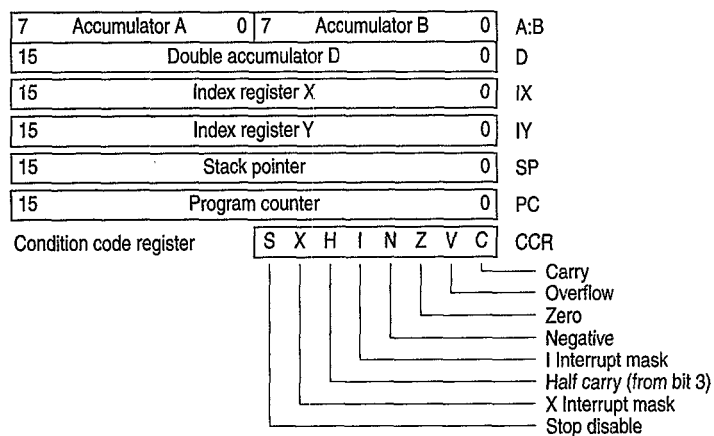 7 Accumulator A 0 7 Accumulator B 0 A:B
15 Double accumulator D 0 D
15 Index register X 0 IX
15 Index register Y 0 IY
15 Stack pointer 0 SP
15 Program counter 0 PC
Condition code register S X H I N Z V C CCR
Carry
Overflow
Zero
Negative
I Interrupt mask
Half carry (from bit 3)
X Interrupt mask
Stop disable